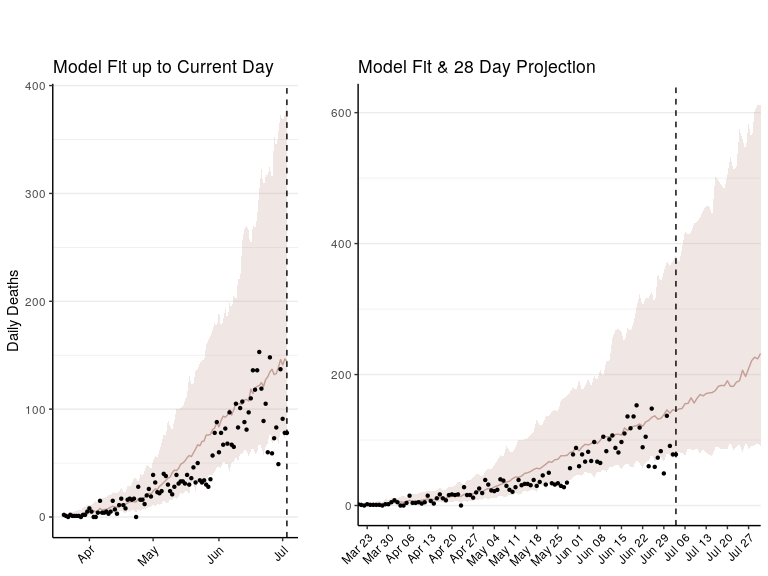 Model Fit up to Current Day
Daily Deaths
400
300
200
100
0
Apr
May
Jun
Jul
Model Fit & 28 Day Projection
600
400
200
0
Mar 23
Mar 30
Apr 06
Apr 13
Apr 20
Apr 27
May 04
May 11
May 18
May 25
Jun 01
Jun 08
Jun 15
Jun 22
Jun 29
Jul 06
Jul 13
Jul 20
Jul 27